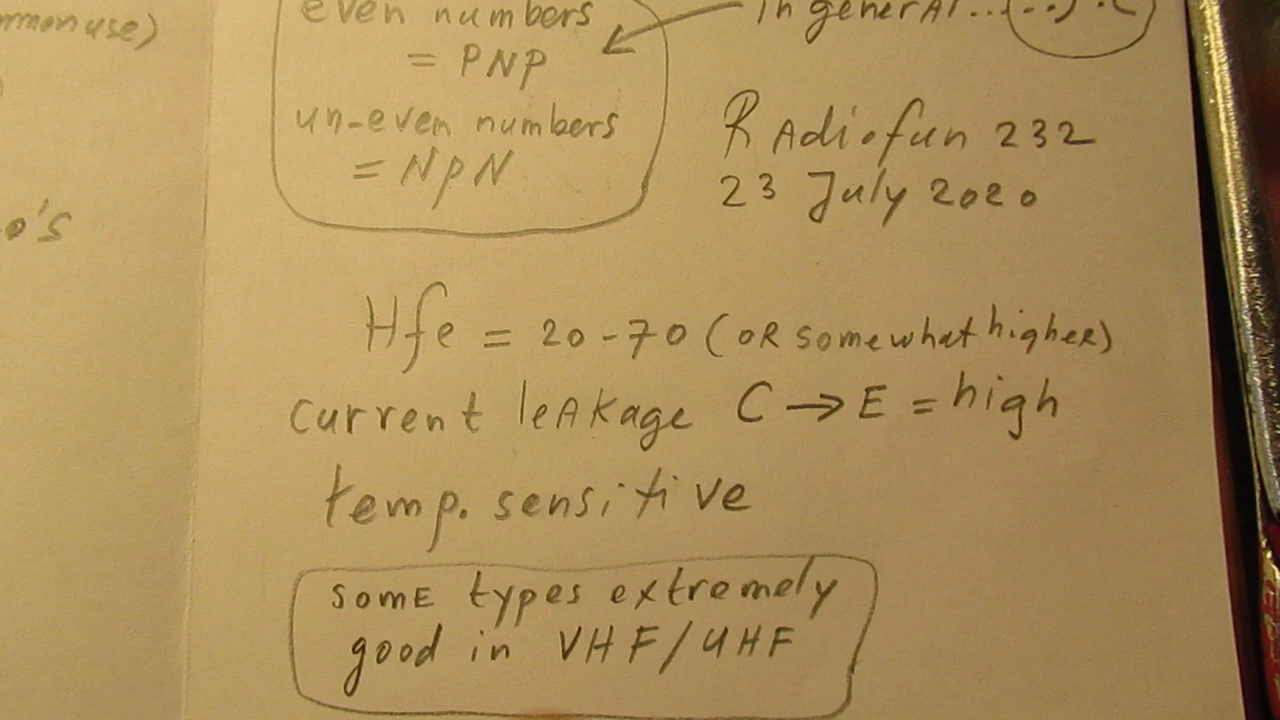 even numbers
= PNP
un-even numbers
= NPN
in general...
Radiofun 232
23 July 2020
o's
Hfe = 20-70 (or somewhat higher)
current leakage C → E = high
temp. sensitive
some types extremely
good in VHF/UHF